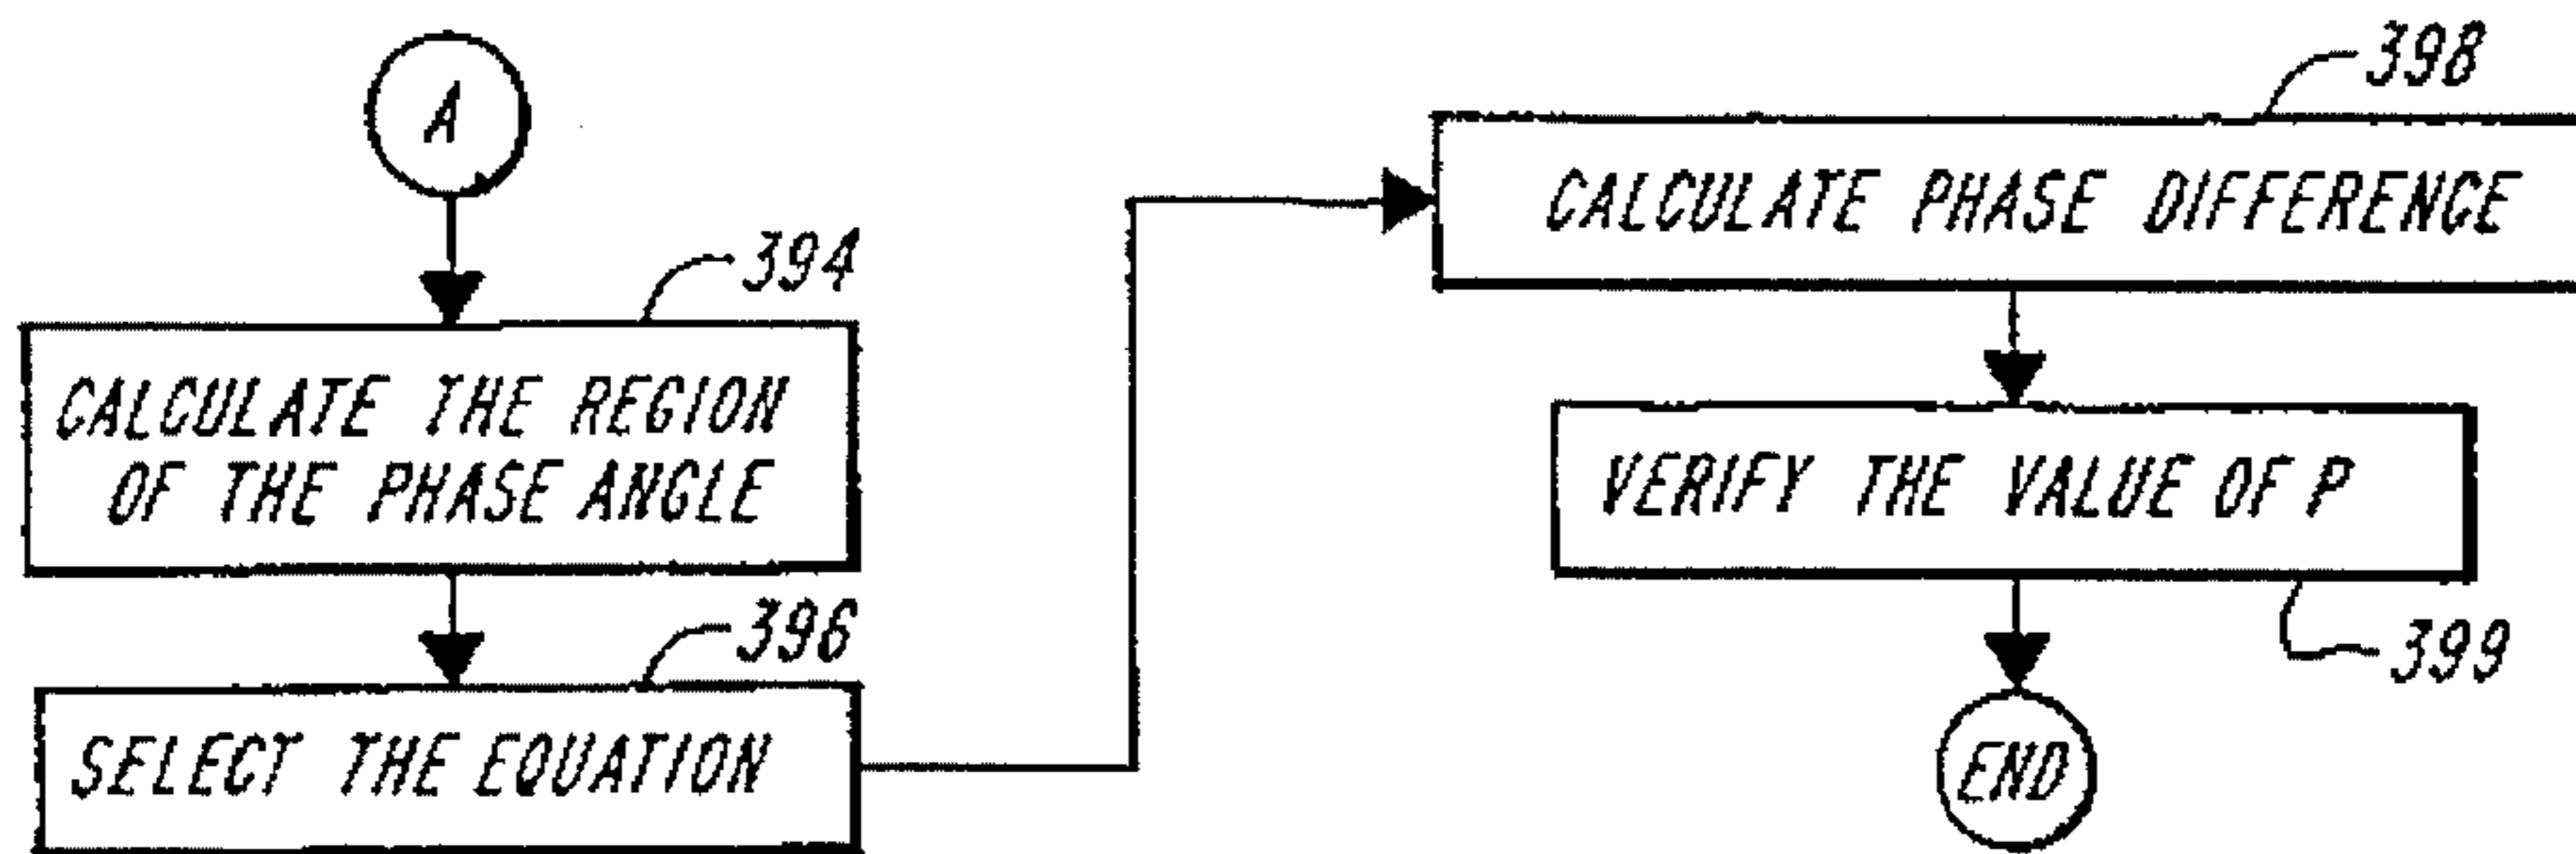 A
394
CALCULATE THE REGION
OF THE PHASE ANGLE
396
SELECT THE EQUATION
398
CALCULATE PHASE DIFFERENCE
VERIFY THE VALUE OF P
399
END